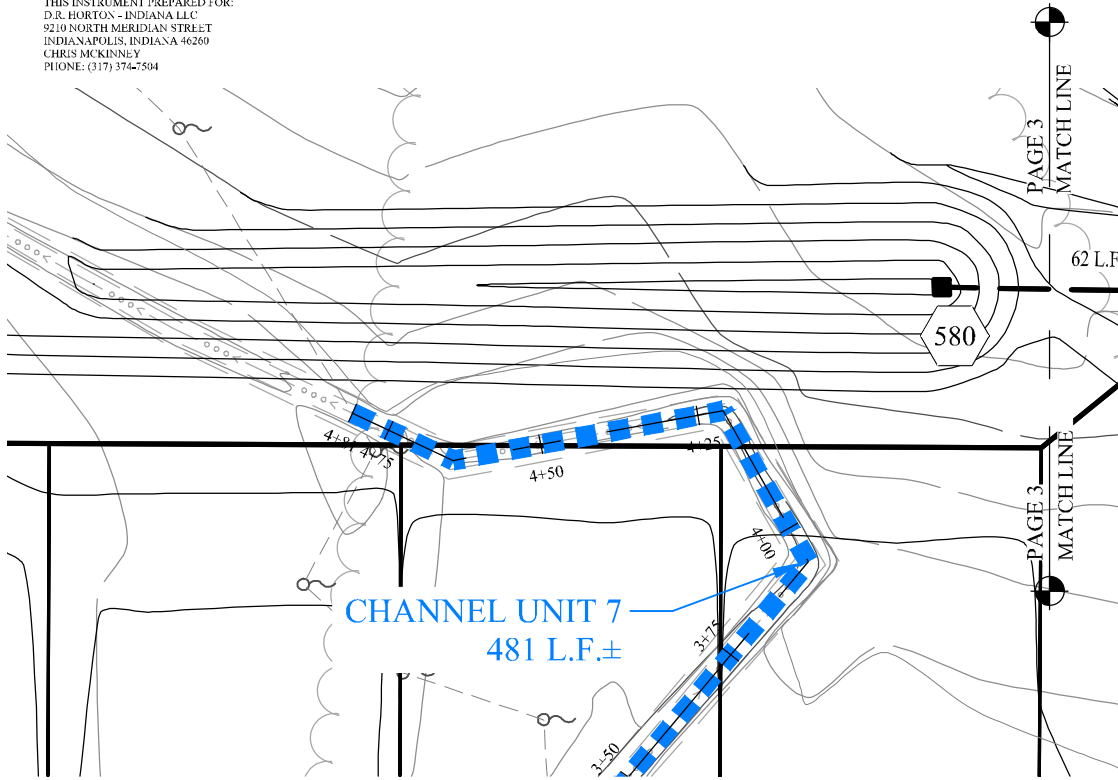 THIS INSTRUMENT PREPARED FOR:
D.R. HORTON - INDIANA LLC
9210 NORTH MERIDIAN STREET
INDIANAPOLIS, INDIANA 46260
CHRIS MCKINNEY
PHONE: (317) 374-7504
PAGE 3
MATCH LINE
62 L.F
580
4+81
4+75
4+50
4+25
4+00
PAGE 3
MATCH LINE
CHANNEL UNIT 7
481 L.F.±
3+75
3+50